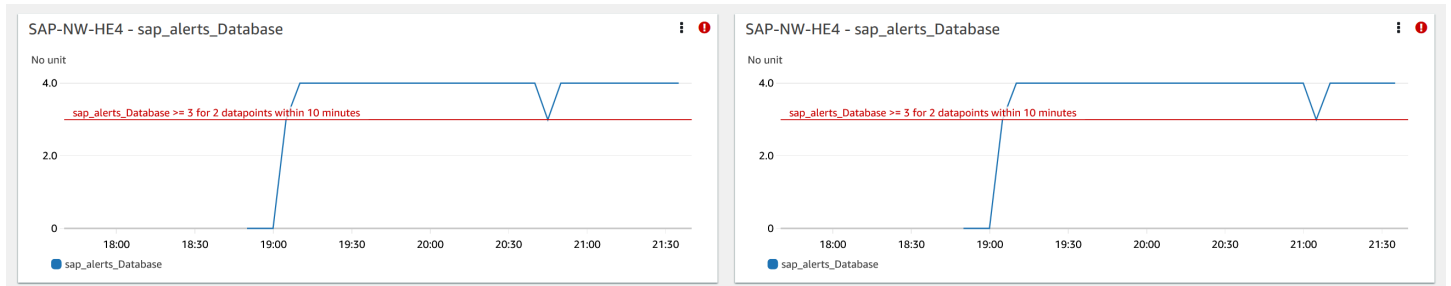 SAP-NW-HE4 - sap_alerts_Database
No unit
4.0
sap_alerts_Database >= 3 for 2 datapoints within 10 minutes
2.0
0
18:00 18:30 19:00 19:30 20:00 20:30 21:00 21:30
sap_alerts_Database
SAP-NW-HE4 - sap_alerts_Database
No unit
4.0
sap_alerts_Database >= 3 for 2 datapoints within 10 minutes
2.0
0
18:00 18:30 19:00 19:30 20:00 20:30 21:00 21:30
sap_alerts_Database